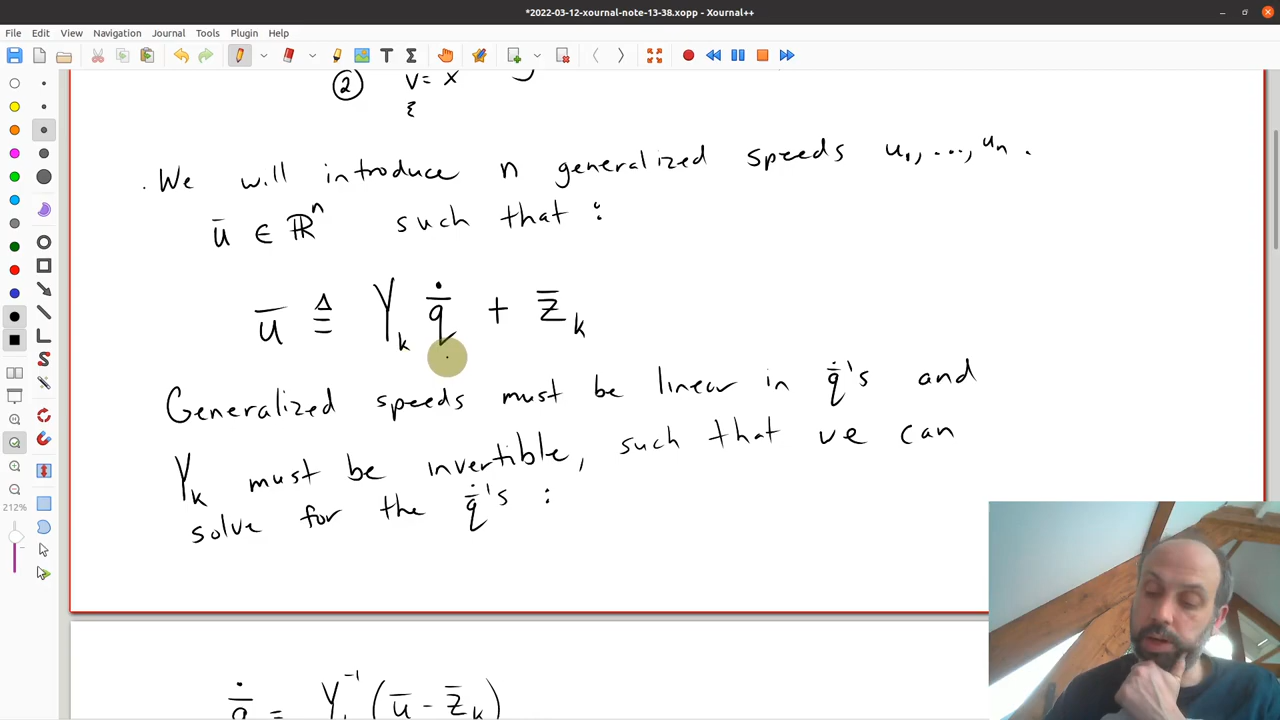 *2022-03-12-xournal-note-13-38.xopp - Xournal++
File Edit View Navigation Journal Tools Plugin Help
② v = x
We will introduce n generalized speeds u₁, ..., uₙ.
ū ∈ ℝⁿ such that :
ū ≜ Yₖ q̄̇ + z̄ₖ
Generalized speeds must be linear in q̄̇'s and
Yₖ must be invertible, such that we can
solve for the q̄̇'s :
212%
q̄̇ = Yₖ⁻¹ (ū - z̄ₖ)